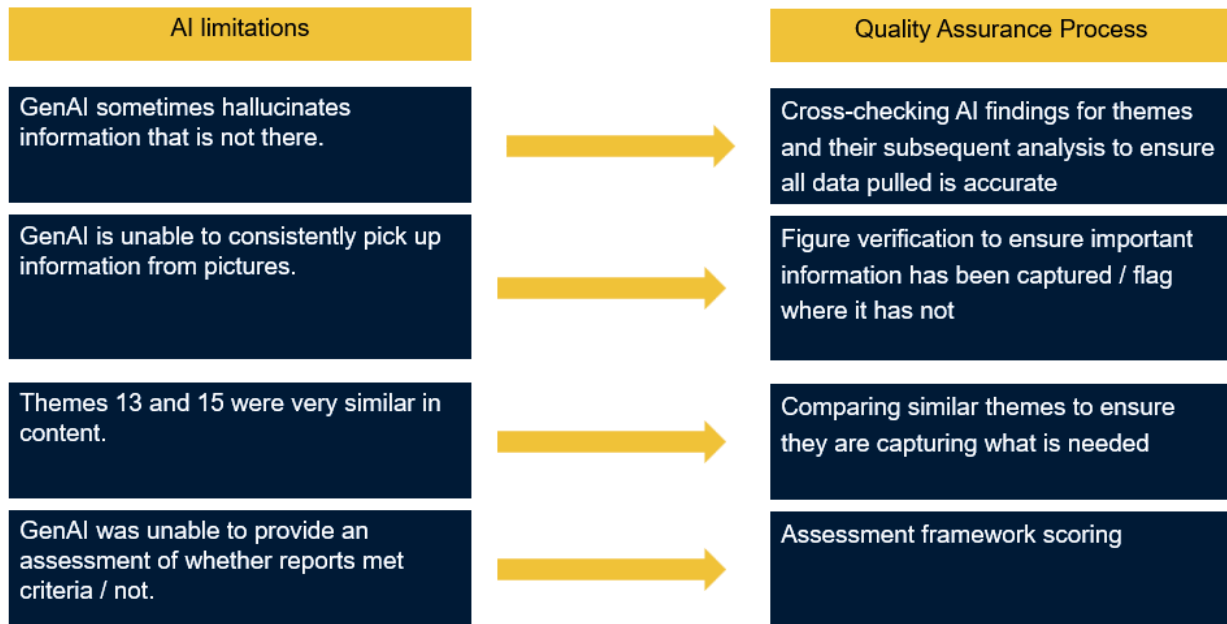 AI limitations
Quality Assurance Process
GenAI sometimes hallucinates
information that is not there.
Cross-checking AI findings for themes
and their subsequent analysis to ensure
all data pulled is accurate
GenAI is unable to consistently pick up
information from pictures.
Figure verification to ensure important
information has been captured / flag
where it has not
Themes 13 and 15 were very similar in
content.
Comparing similar themes to ensure
they are capturing what is needed
GenAI was unable to provide an
assessment of whether reports met
criteria / not.
Assessment framework scoring